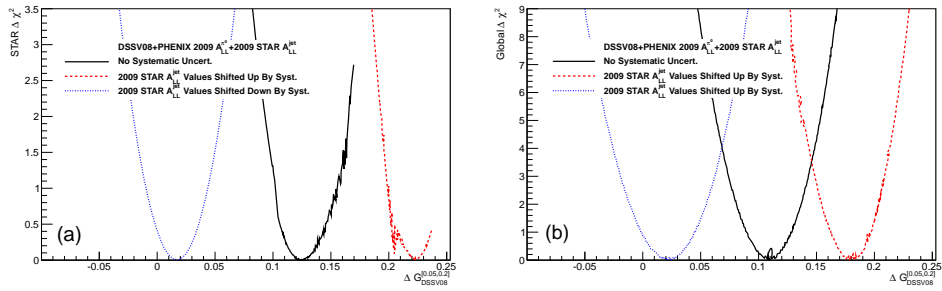 STAR Δ χ²
3.5
3
2.5
2
1.5
1
0.5
0
DSSV08+PHENIX 2009 A_LL^π⁰+2009 STAR A_LL^jet
No Systematic Uncert.
2009 STAR A_LL^jet Values Shifted Up By Syst.
2009 STAR A_LL^jet Values Shifted Down By Syst.
(a)
-0.05 0 0.05 0.1 0.15 0.2 0.25
Δ G_DSSV08^[0.05,0.2]
Global Δ χ²
9
8
7
6
5
4
3
2
1
0
DSSV08+PHENIX 2009 A_LL^π⁰+2009 STAR A_LL^jet
No Systematic Uncert.
2009 STAR A_LL^jet Values Shifted Up By Syst.
2009 STAR A_LL^jet Values Shifted Up By Syst.
(b)
-0.05 0 0.05 0.1 0.15 0.2 0.25
Δ G_DSSV08^[0.05,0.2]